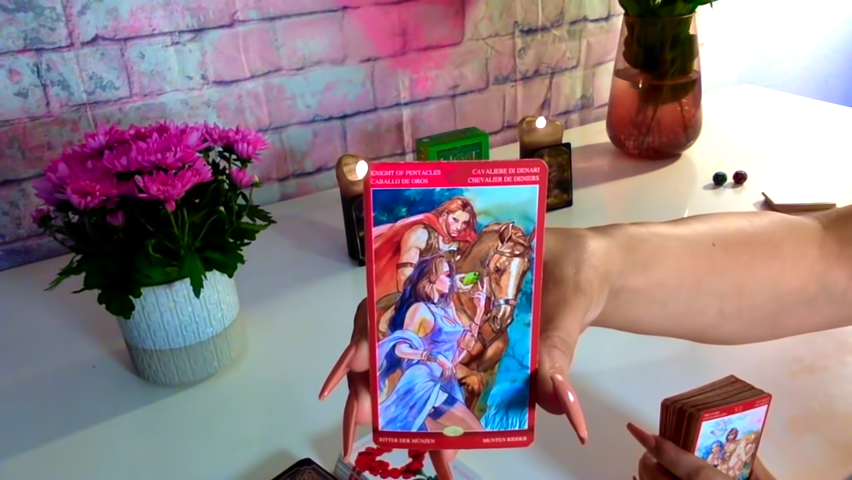 KNIGHT OF PENTACLES
CABALLO DE OROS
CAVALIERE DI DENARI
CHEVALIER DE DENIERS
RITTER DER MÜNZEN
MUNTEN RIDDER